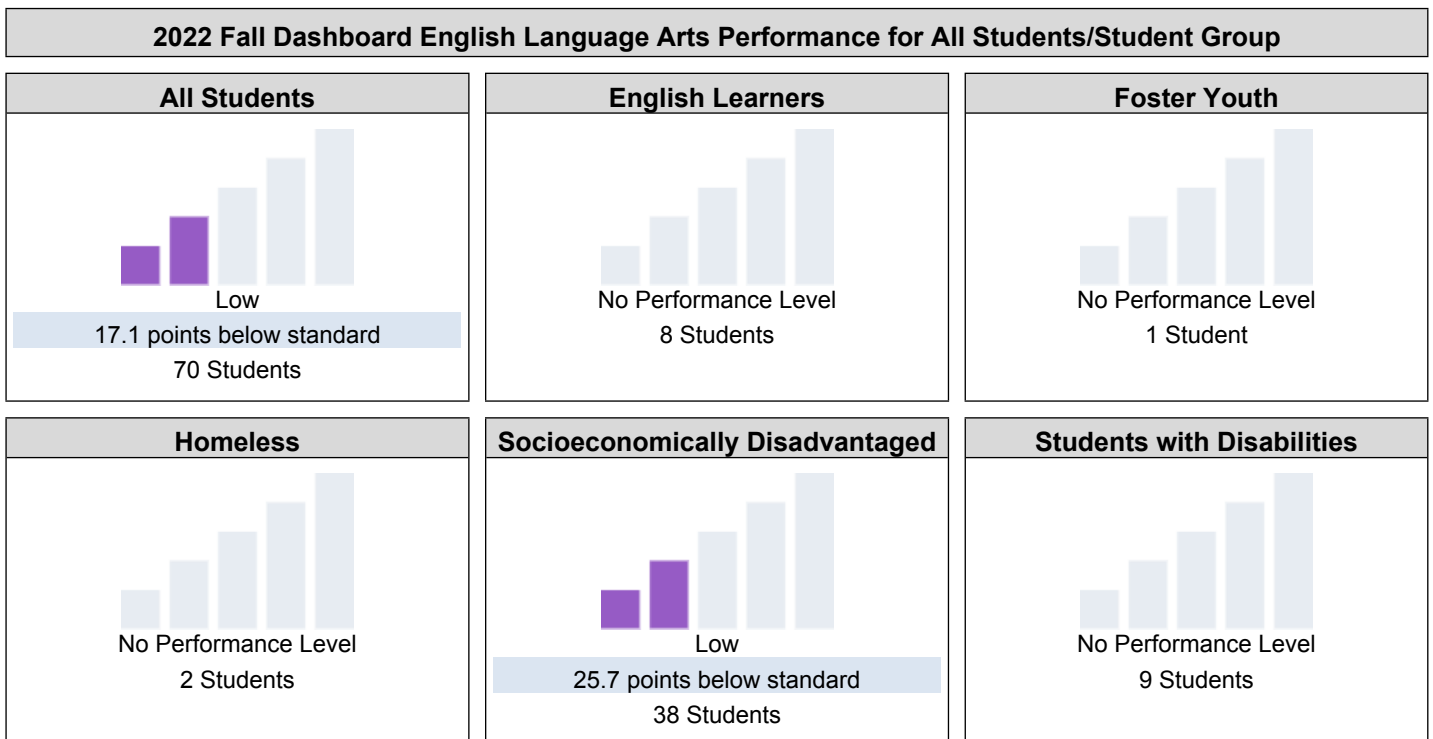 2022 Fall Dashboard English Language Arts Performance for All Students/Student Group
All Students
Low
17.1 points below standard
70 Students
English Learners
No Performance Level
8 Students
Foster Youth
No Performance Level
1 Student
Homeless
No Performance Level
2 Students
Socioeconomically Disadvantaged
Low
25.7 points below standard
38 Students
Students with Disabilities
No Performance Level
9 Students